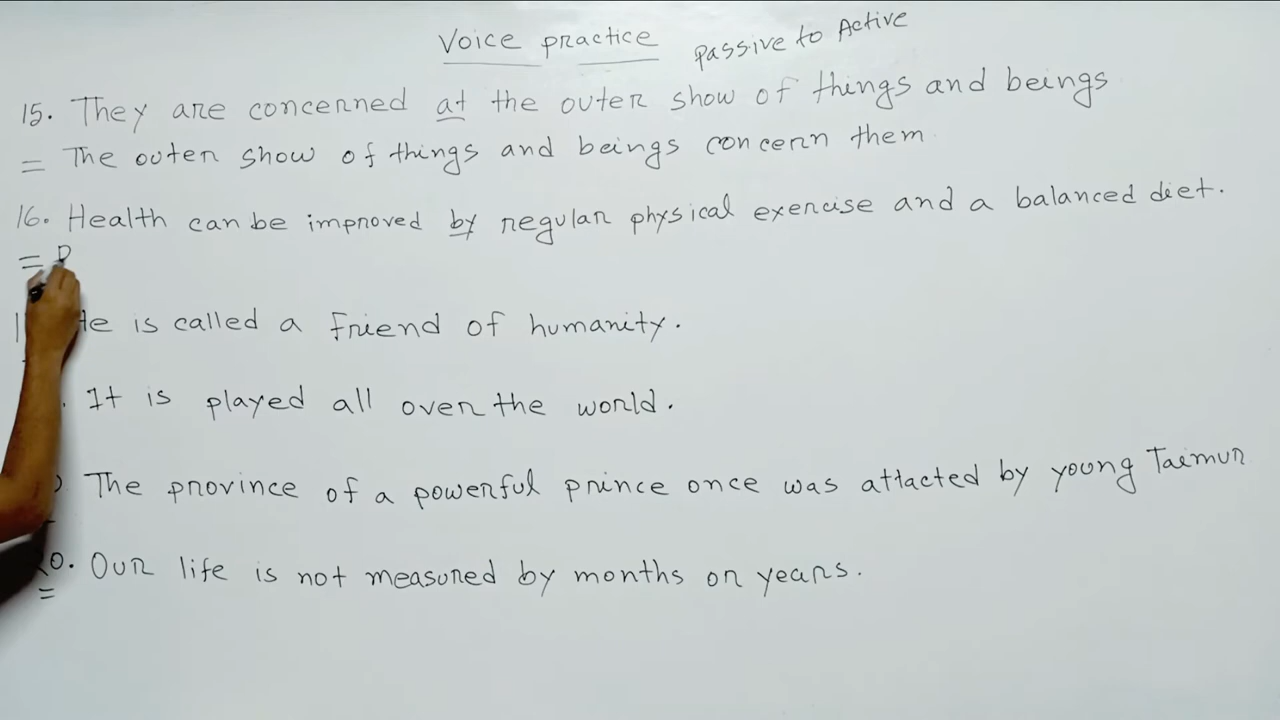 Voice practice passive to Active
15. They are concerned at the outer show of things and beings
= The outer show of things and beings concern them
16. Health can be improved by regular physical exercise and a balanced diet.
=
He is called a friend of humanity.
It is played all over the world.
The province of a powerful prince once was attacted by young Taimur
0. Our life is not measured by months or years.
=